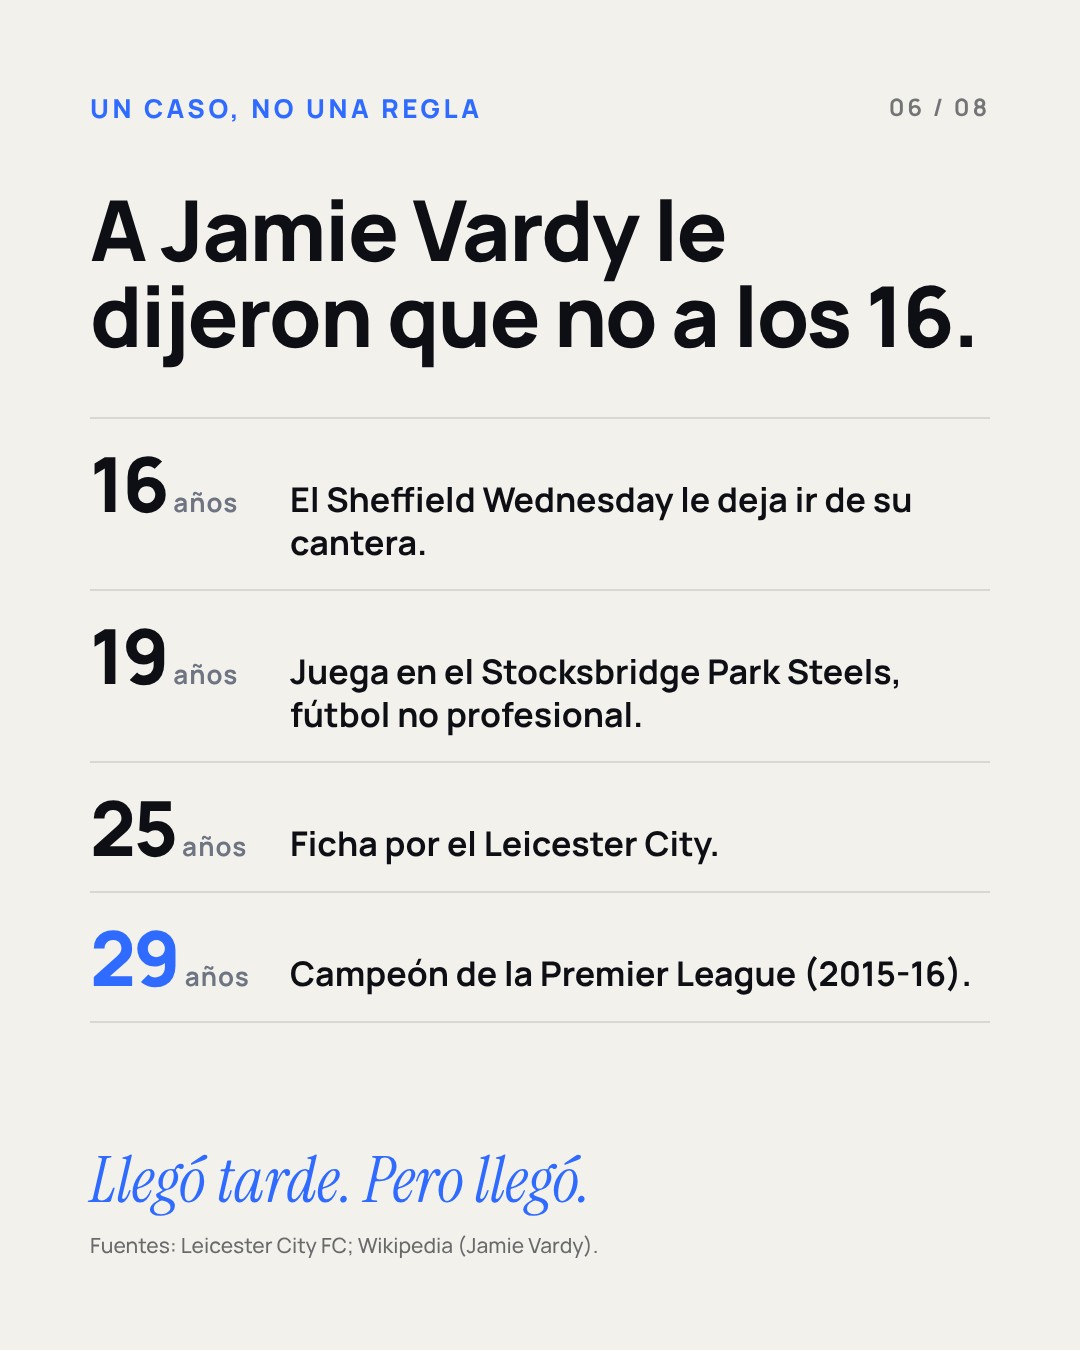 UN CASO, NO UNA REGLA
06 / 08
A Jamie Vardy le
dijeron que no a los 16.
16 años
El Sheffield Wednesday le deja ir de su
cantera.
19 años
Juega en el Stocksbridge Park Steels,
fútbol no profesional.
25 años
Ficha por el Leicester City.
29 años
Campeón de la Premier League (2015-16).
Llegó tarde. Pero llegó.
Fuentes: Leicester City FC; Wikipedia (Jamie Vardy).